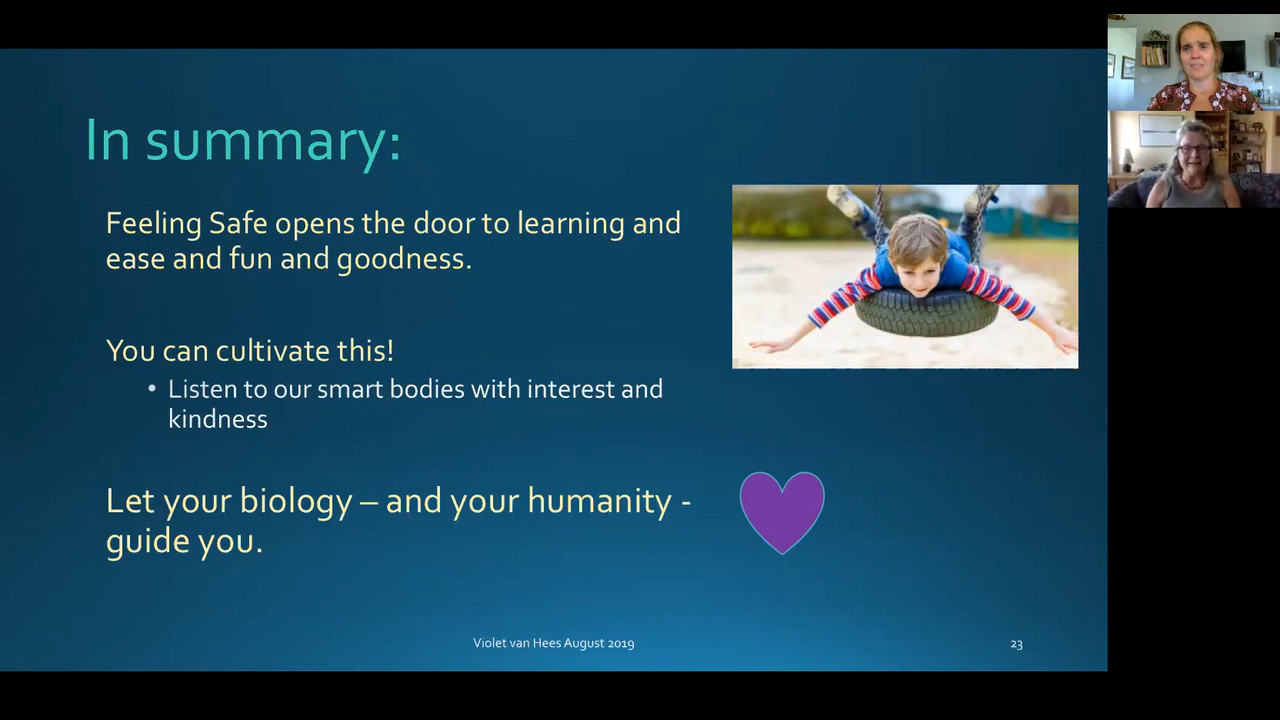 In summary:
Feeling Safe opens the door to learning and
ease and fun and goodness.
You can cultivate this!
• Listen to our smart bodies with interest and
kindness
Let your biology – and your humanity -
guide you.
Violet van Hees August 2019
23